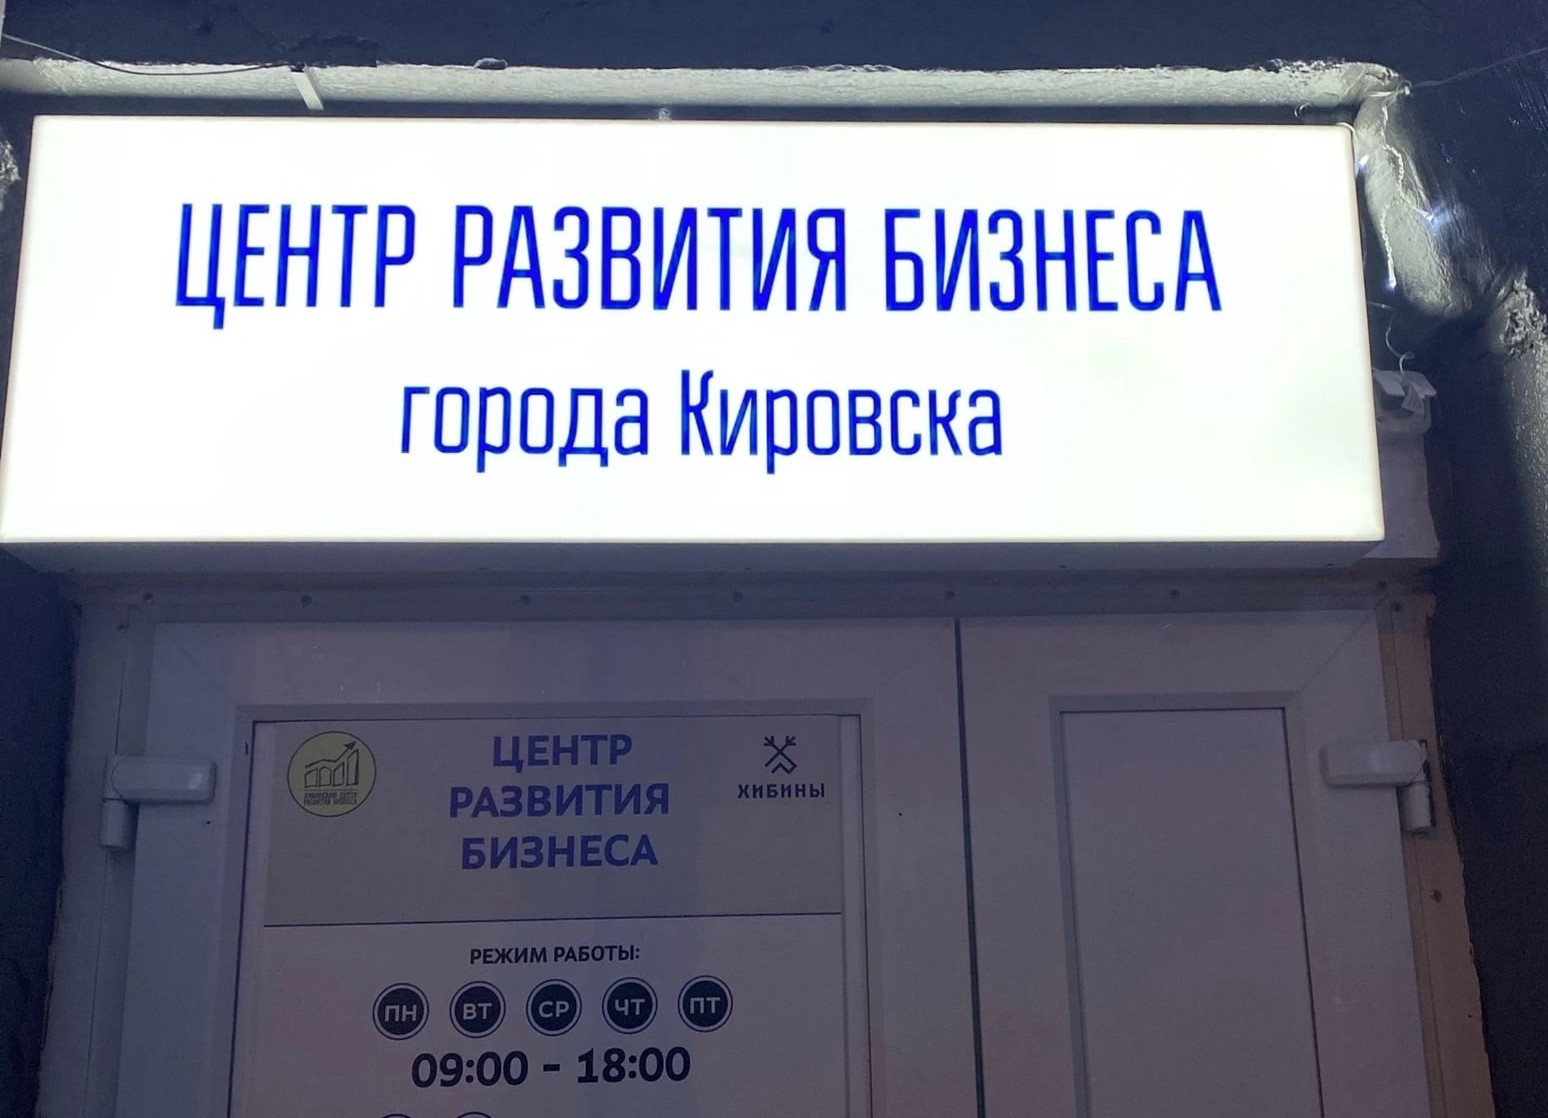 ЦЕНТР РАЗВИТИЯ БИЗНЕСА
города Кировска
ЦЕНТР
РАЗВИТИЯ
БИЗНЕСА
ХИБИНЫ
РЕЖИМ РАБОТЫ:
ПН ВТ СР ЧТ ПТ
09:00 - 18:00